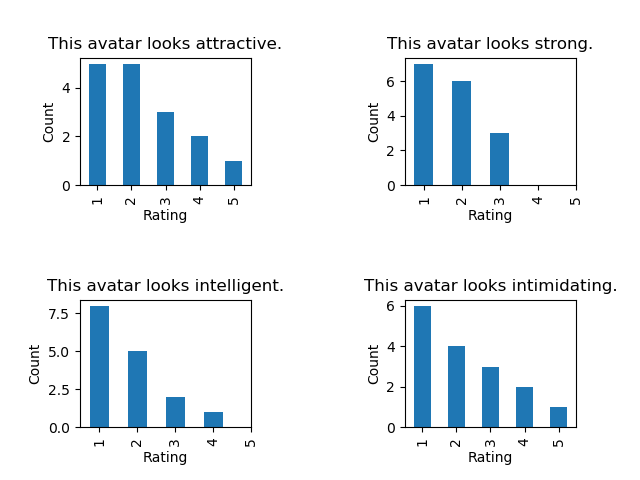 This avatar looks attractive.
4
2
0
Count
1 2 3 4 5
Rating
This avatar looks strong.
6
4
2
0
Count
1 2 3 4 5
Rating
This avatar looks intelligent.
7.5
5.0
2.5
0.0
Count
1 2 3 4 5
Rating
This avatar looks intimidating.
6
4
2
0
Count
1 2 3 4 5
Rating